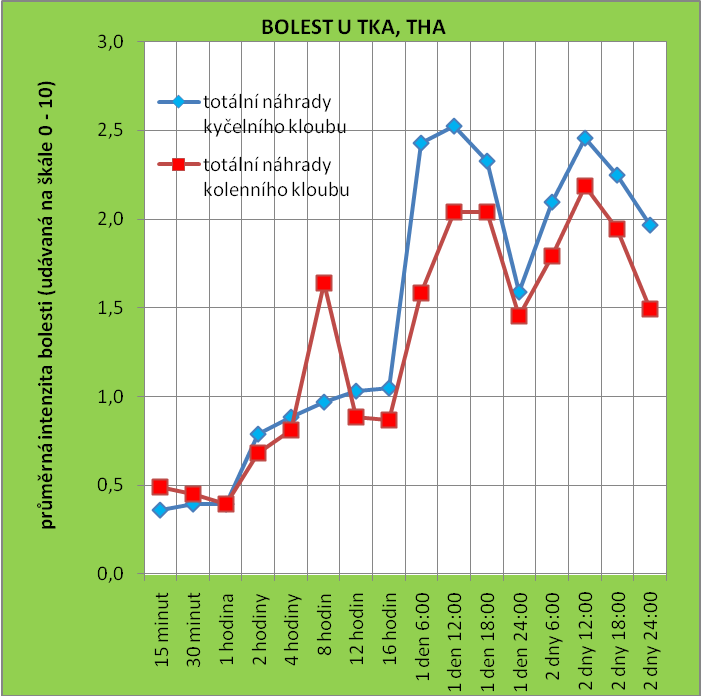 BOLEST U TKA, THA
průměrná intenzita bolesti (udávaná na škále 0 - 10)
3,0
2,5
2,0
1,5
1,0
0,5
0,0
totální náhrady
kyčelního kloubu
totální náhrady
kolenního kloubu
15 minut
30 minut
1 hodina
2 hodiny
4 hodiny
8 hodin
12 hodin
16 hodin
1 den 6:00
1 den 12:00
1 den 18:00
1 den 24:00
2 dny 6:00
2 dny 12:00
2 dny 18:00
2 dny 24:00